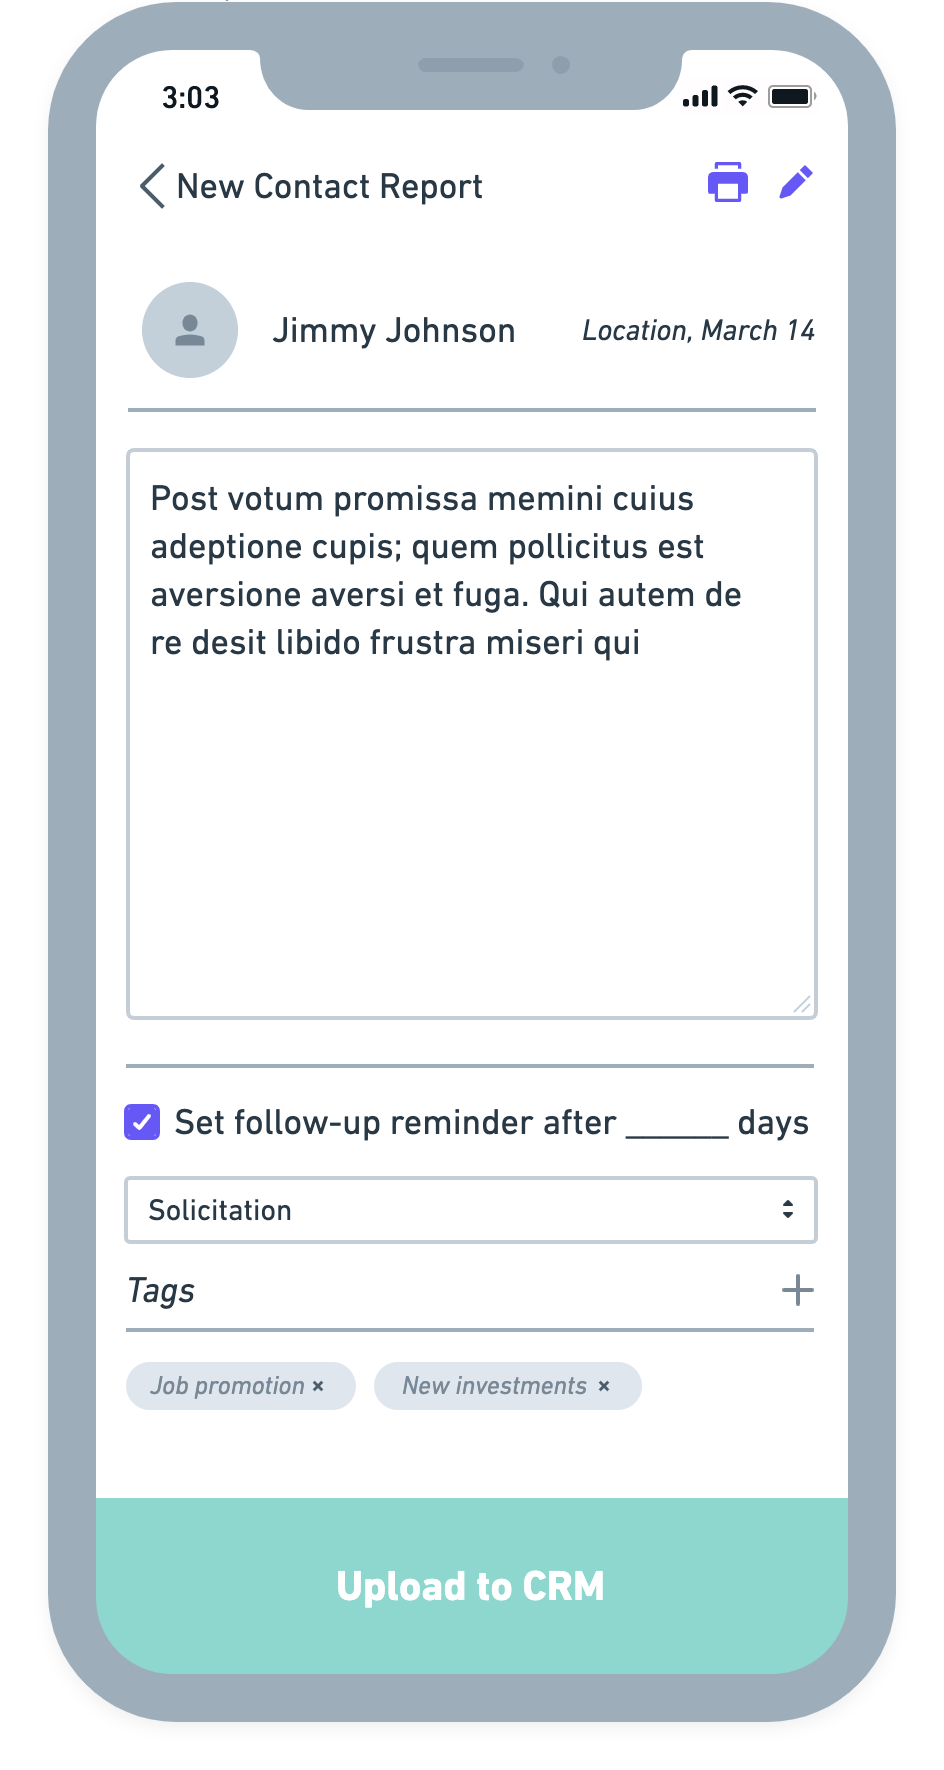 3:03
New Contact Report
Jimmy Johnson
Location, March 14
Post votum promissa memini cuius
adeptione cupis; quem pollicitus est
aversione aversi et fuga. Qui autem de
re desit libido frustra miseri qui
Set follow-up reminder after ______ days
Solicitation
Tags
Job promotion × New investments ×
Upload to CRM